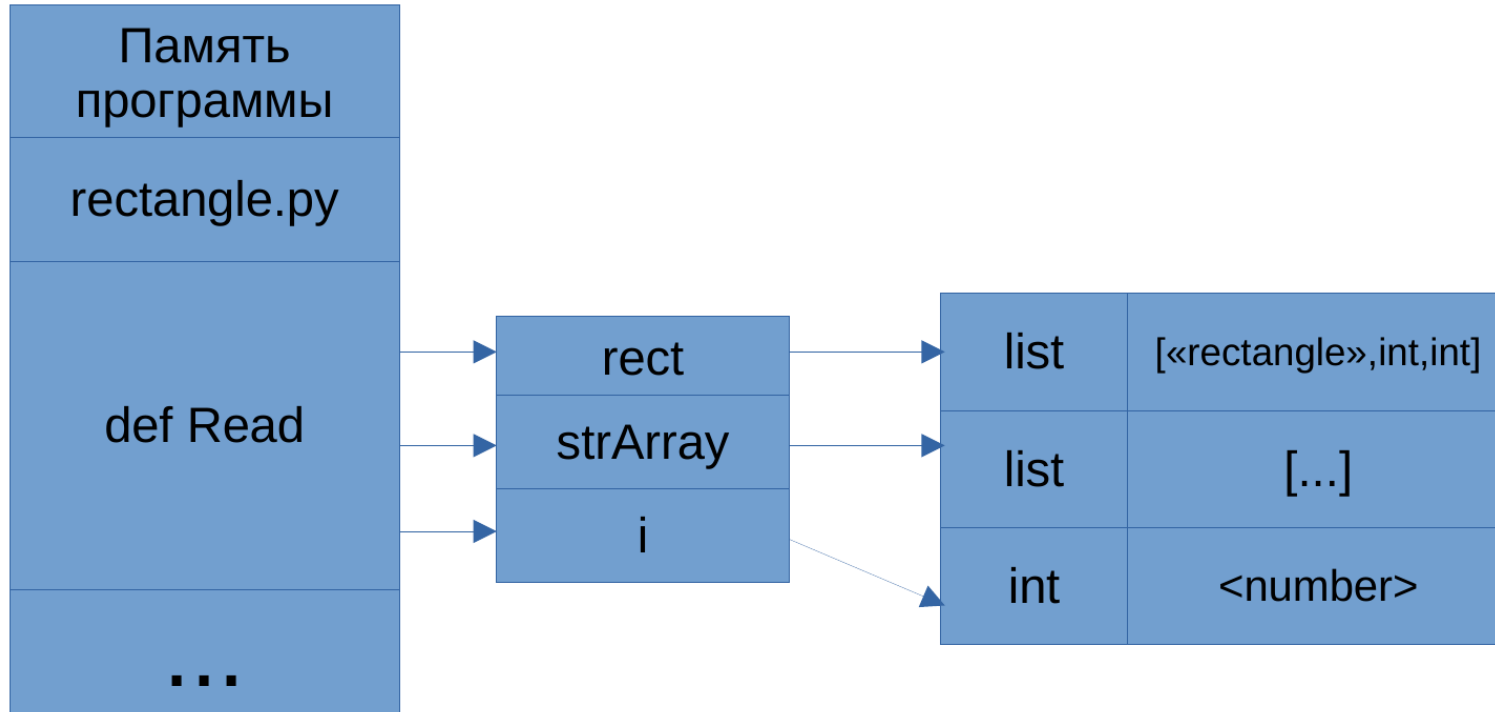 Память
программы
rectangle.py
def Read
...
rect
strArray
i
list
[«rectangle»,int,int]
list
[...]
int
<number>